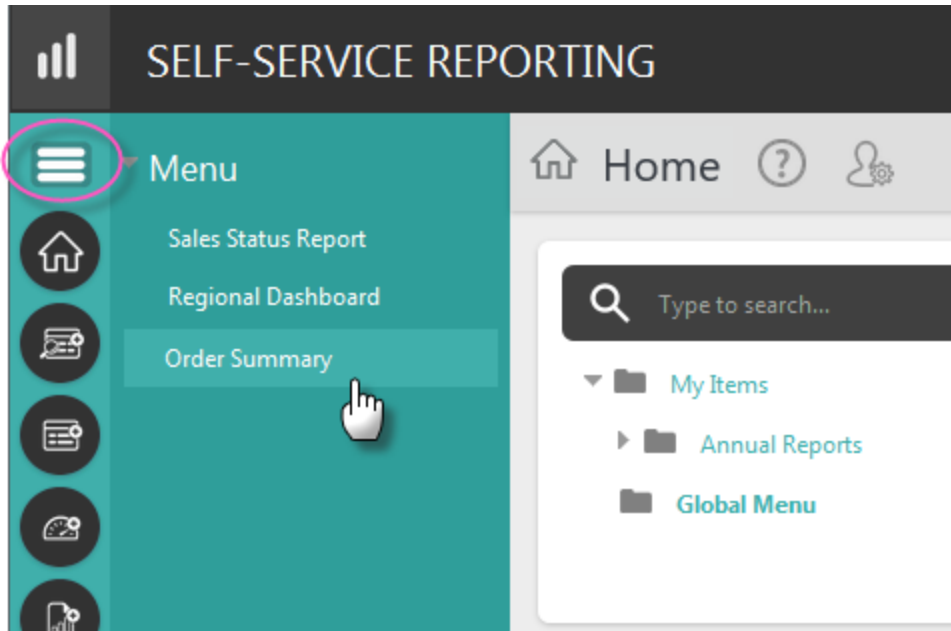 SELF-SERVICE REPORTING
Menu
Sales Status Report
Regional Dashboard
Order Summary
Home
Type to search...
My Items
Annual Reports
Global Menu